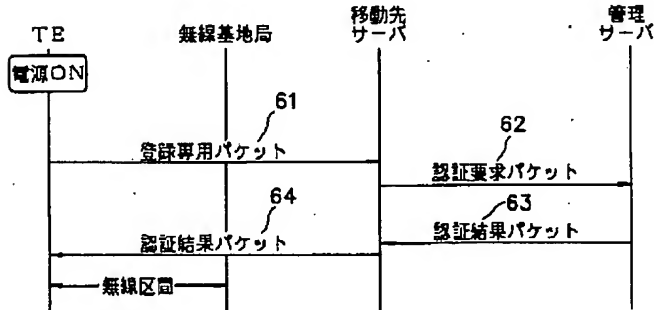 TE
無線基地局
移動先
サーバ
管理
サーバ
電源ON
61
登録専用パケット
62
認証要求パケット
64
63
認証結果パケット
認証結果パケット
無線区間